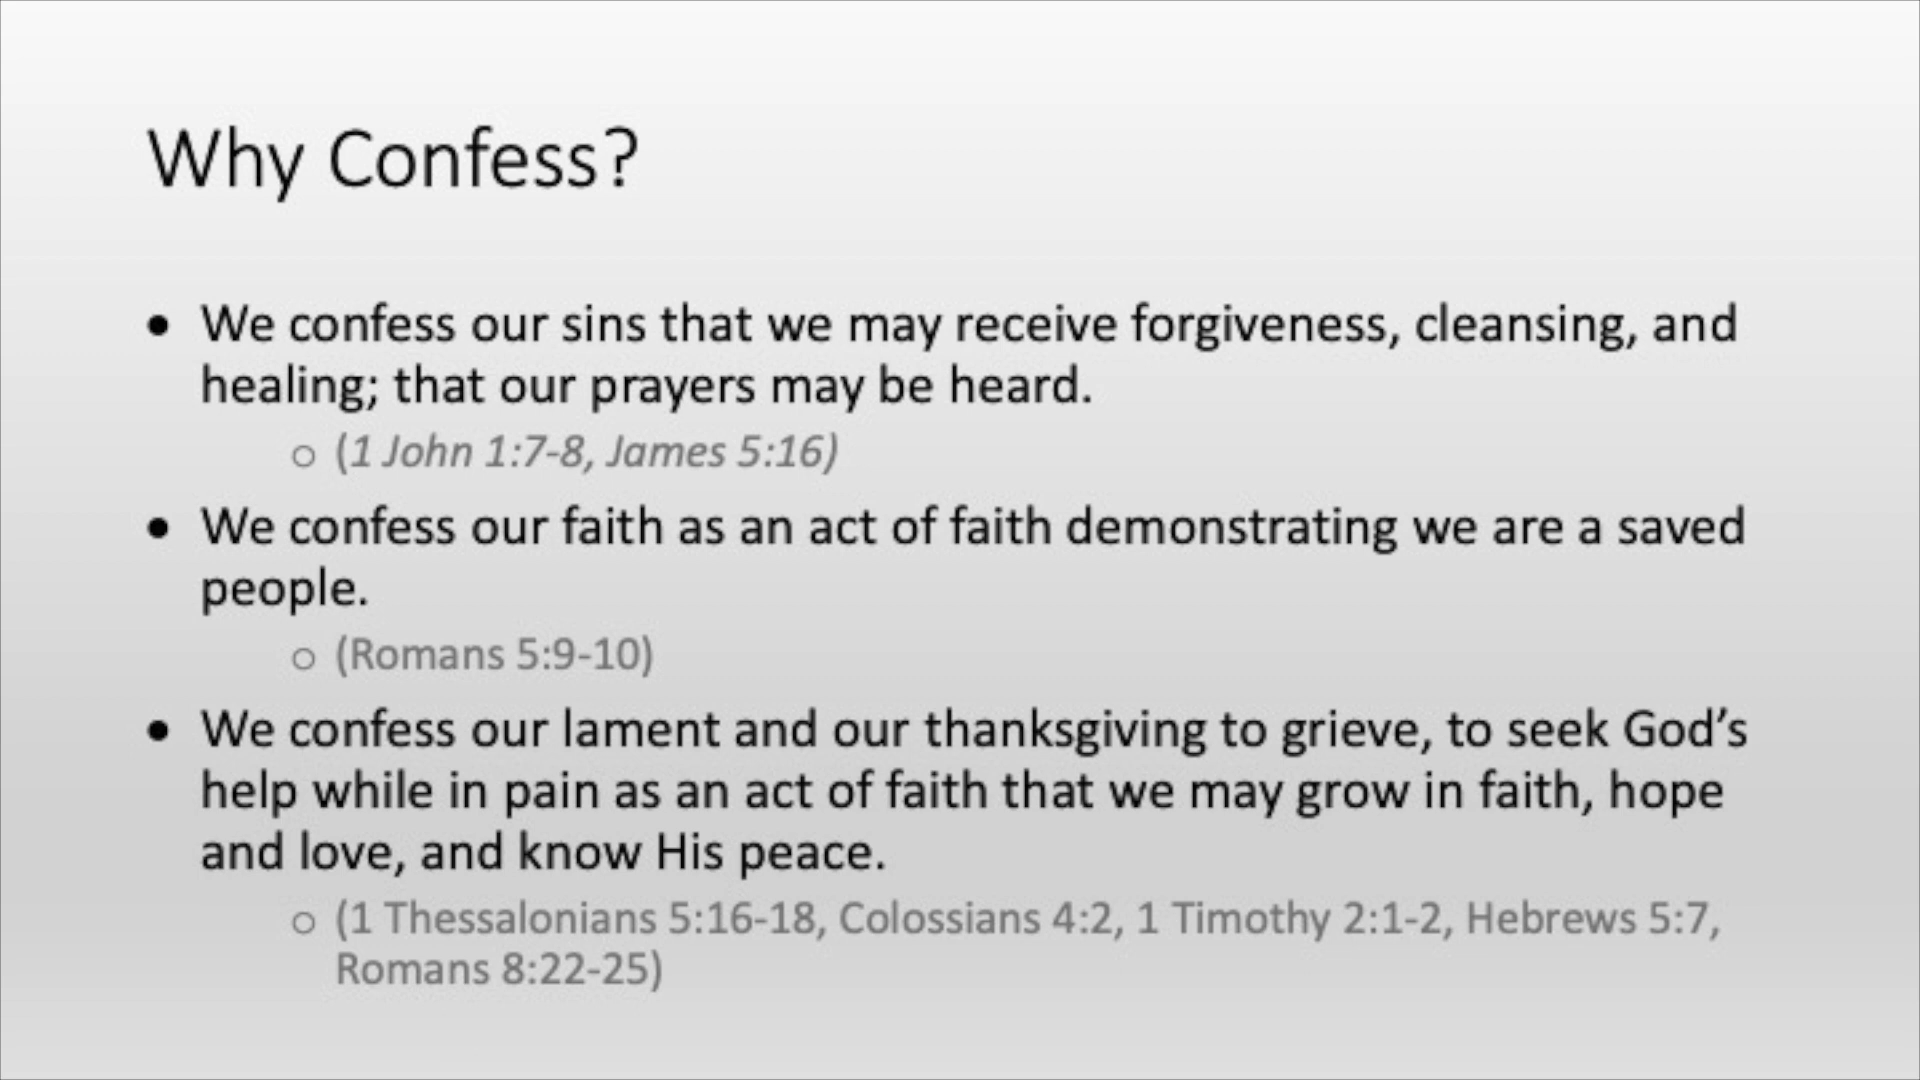 Why Confess?
• We confess our sins that we may receive forgiveness, cleansing, and
healing; that our prayers may be heard.
○ (1 John 1:7-8, James 5:16)
• We confess our faith as an act of faith demonstrating we are a saved
people.
○ (Romans 5:9-10)
• We confess our lament and our thanksgiving to grieve, to seek God’s
help while in pain as an act of faith that we may grow in faith, hope
and love, and know His peace.
○ (1 Thessalonians 5:16-18, Colossians 4:2, 1 Timothy 2:1-2, Hebrews 5:7,
Romans 8:22-25)